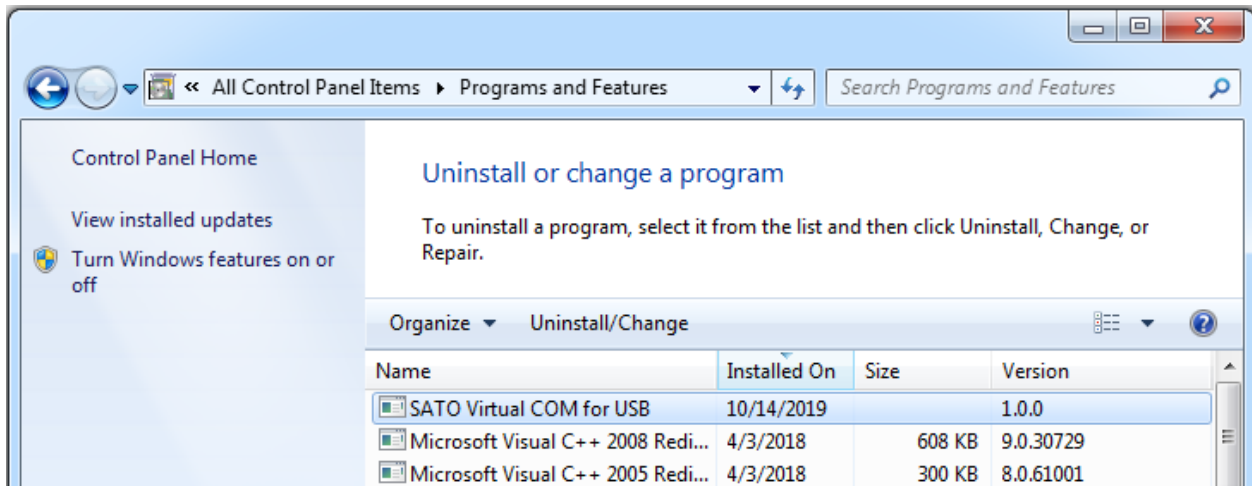 « All Control Panel Items ▸ Programs and Features
Search Programs and Features
Control Panel Home
View installed updates
Turn Windows features on or
off
Uninstall or change a program
To uninstall a program, select it from the list and then click Uninstall, Change, or
Repair.
Organize Uninstall/Change
Name Installed On Size Version
SATO Virtual COM for USB 10/14/2019 1.0.0
Microsoft Visual C++ 2008 Redi... 4/3/2018 608 KB 9.0.30729
Microsoft Visual C++ 2005 Redi... 4/3/2018 300 KB 8.0.61001